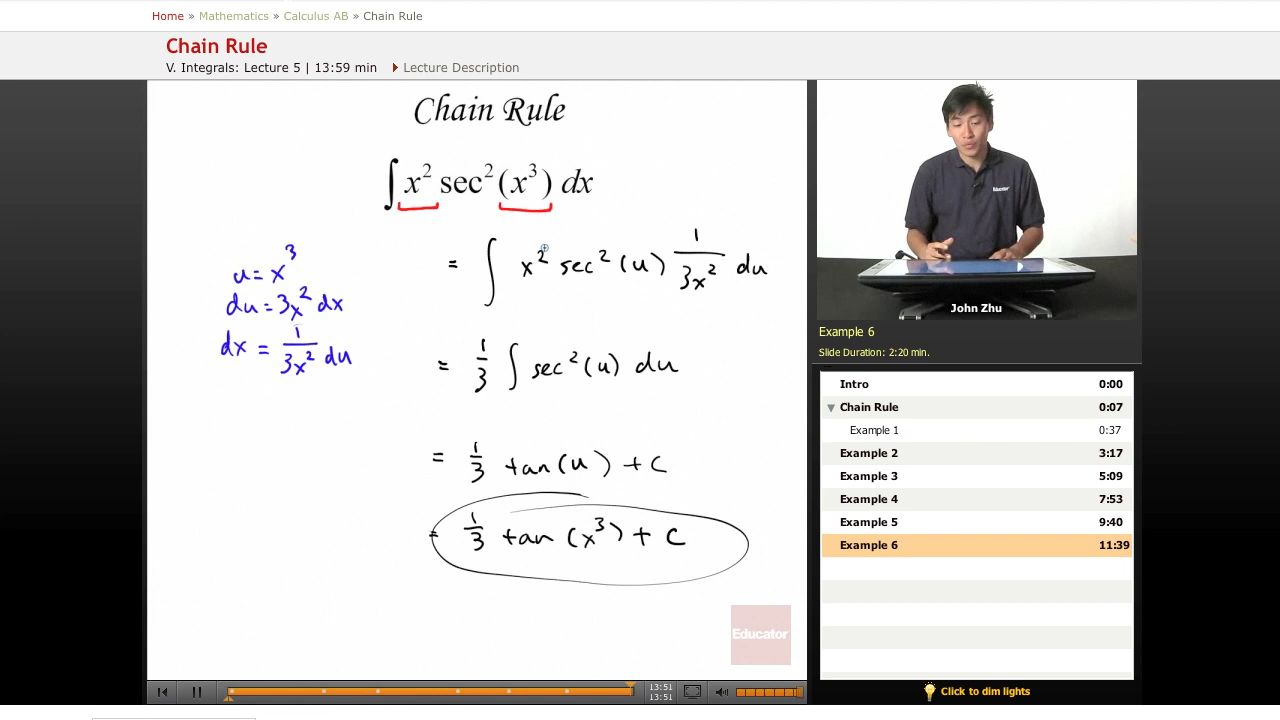 Home » Mathematics » Calculus AB » Chain Rule
Chain Rule
V. Integrals: Lecture 5 | 13:59 min Lecture Description
Chain Rule
∫ x² sec² (x³) dx
u = x³
du = 3x² dx
dx = 1/3x² du
= ∫ x² sec² (u) 1/3x² du
= 1/3 ∫ sec² (u) du
= 1/3 tan (u) + c
= 1/3 tan (x³) + c
Educator
Educator
John Zhu
Example 6
Slide Duration: 2:20 min.
Intro 0:00
Chain Rule 0:07
Example 1 0:37
Example 2 3:17
Example 3 5:09
Example 4 7:53
Example 5 9:40
Example 6 11:39
13:51
13:51
Click to dim lights